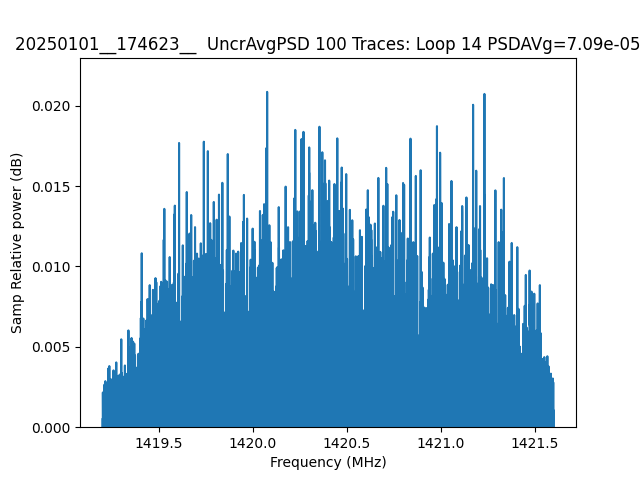 20250101__174623__ UncrAvgPSD 100 Traces: Loop 14 PSDAVg=7.09e-05
0.020
0.015
0.010
0.005
0.000
Samp Relative power (dB)
1419.5 1420.0 1420.5 1421.0 1421.5
Frequency (MHz)